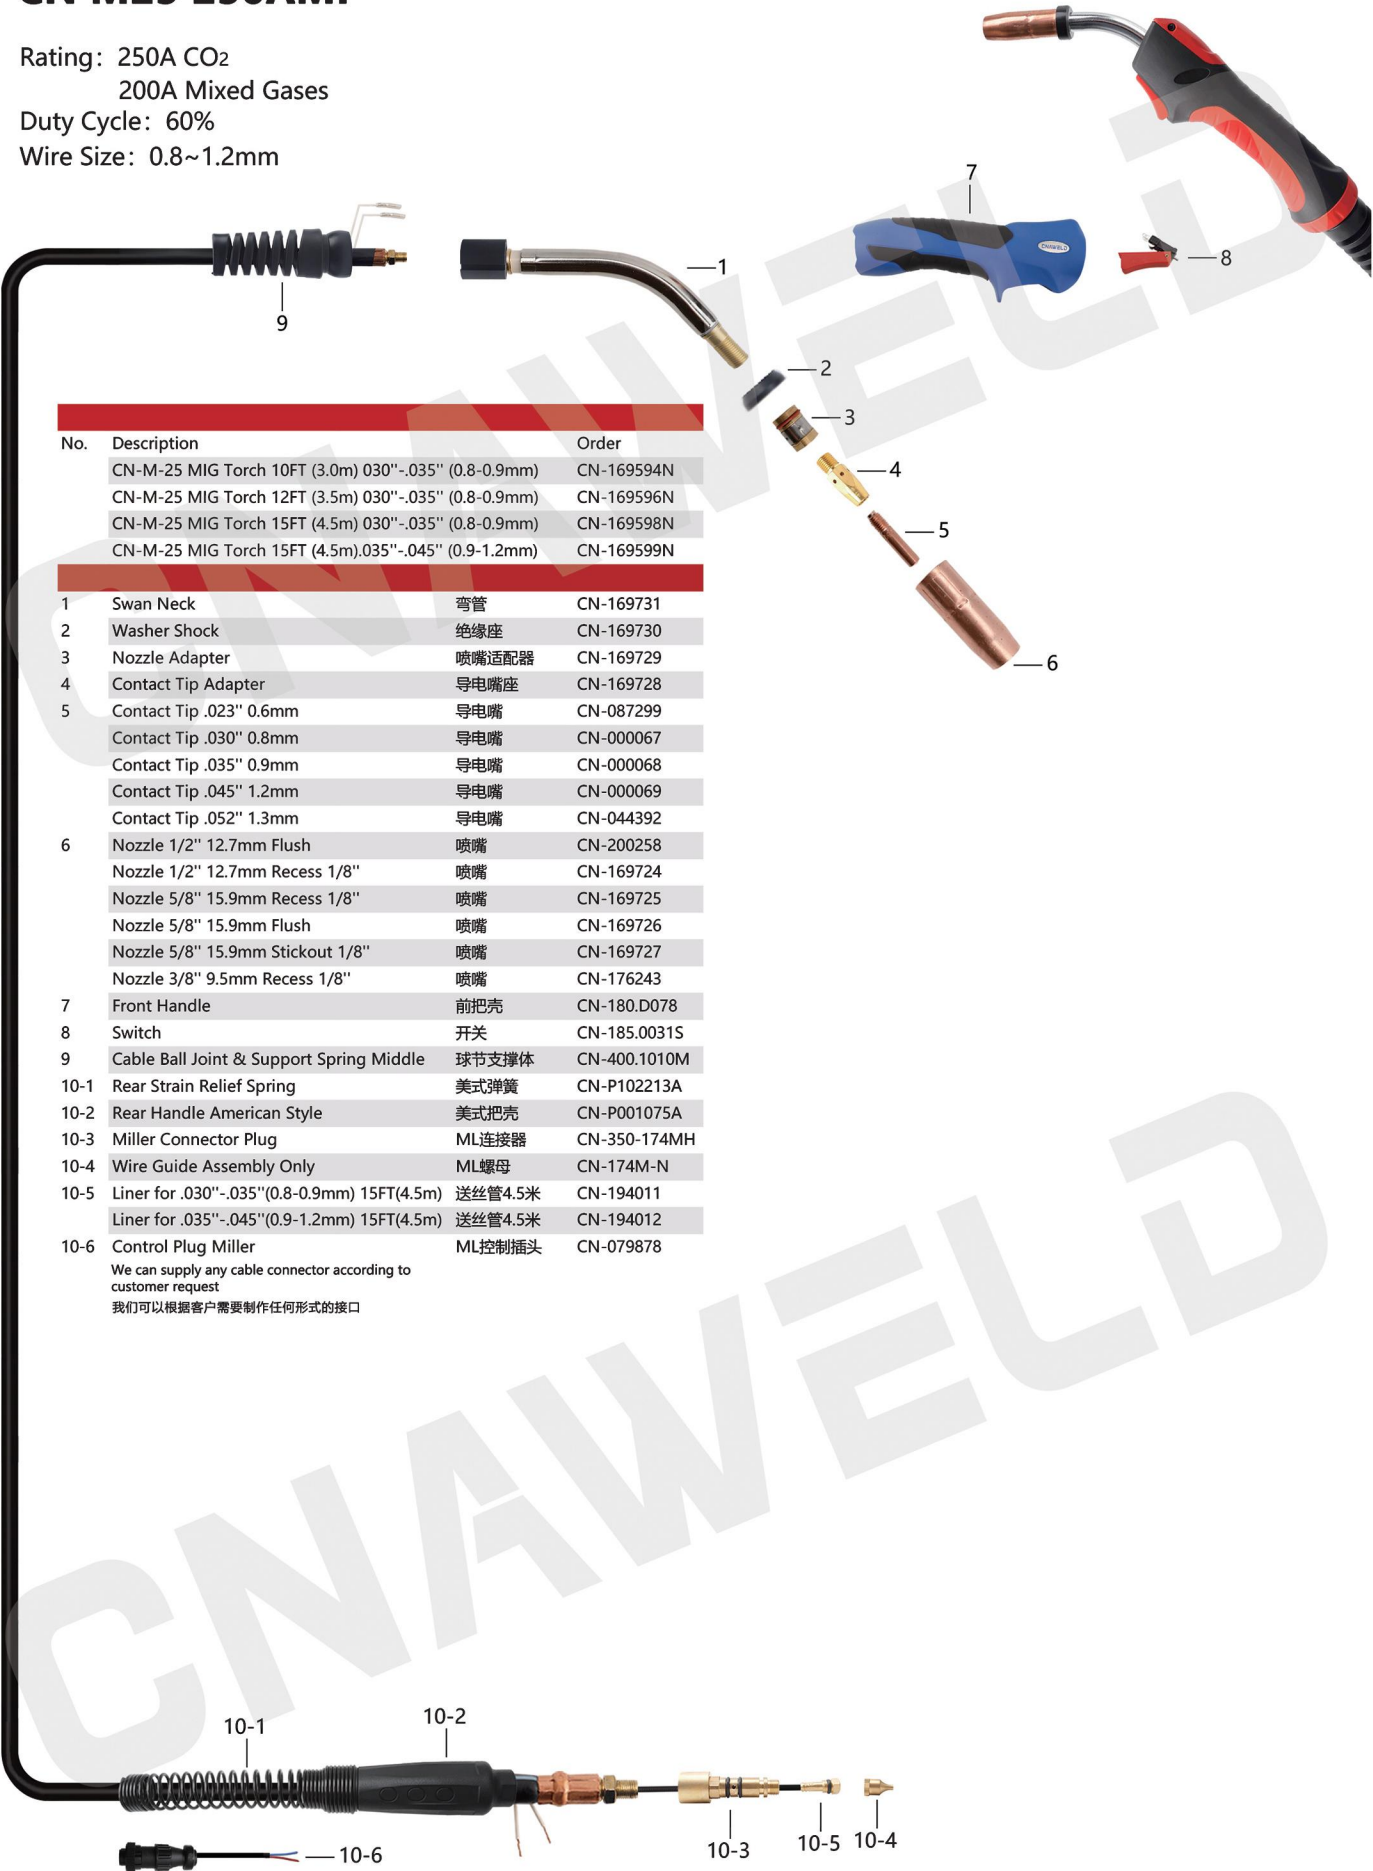 CN-M25 250AMP
Rating: 250A CO2
200A Mixed Gases
Duty Cycle: 60%
Wire Size: 0.8~1.2mm
7
CNAWELD
8
1
9
2
3
4
5
6
No. Description Order
CN-M-25 MIG Torch 10FT (3.0m) 030''-.035'' (0.8-0.9mm) CN-169594N
CN-M-25 MIG Torch 12FT (3.5m) 030''-.035'' (0.8-0.9mm) CN-169596N
CN-M-25 MIG Torch 15FT (4.5m) 030''-.035'' (0.8-0.9mm) CN-169598N
CN-M-25 MIG Torch 15FT (4.5m).035''-.045'' (0.9-1.2mm) CN-169599N
1 Swan Neck 弯管 CN-169731
2 Washer Shock 绝缘座 CN-169730
3 Nozzle Adapter 喷嘴适配器 CN-169729
4 Contact Tip Adapter 导电嘴座 CN-169728
5 Contact Tip .023'' 0.6mm 导电嘴 CN-087299
Contact Tip .030'' 0.8mm 导电嘴 CN-000067
Contact Tip .035'' 0.9mm 导电嘴 CN-000068
Contact Tip .045'' 1.2mm 导电嘴 CN-000069
Contact Tip .052'' 1.3mm 导电嘴 CN-044392
6 Nozzle 1/2'' 12.7mm Flush 喷嘴 CN-200258
Nozzle 1/2'' 12.7mm Recess 1/8'' 喷嘴 CN-169724
Nozzle 5/8'' 15.9mm Recess 1/8'' 喷嘴 CN-169725
Nozzle 5/8'' 15.9mm Flush 喷嘴 CN-169726
Nozzle 5/8'' 15.9mm Stickout 1/8'' 喷嘴 CN-169727
Nozzle 3/8'' 9.5mm Recess 1/8'' 喷嘴 CN-176243
7 Front Handle 前把壳 CN-180.D078
8 Switch 开关 CN-185.0031S
9 Cable Ball Joint & Support Spring Middle 球节支撑体 CN-400.1010M
10-1 Rear Strain Relief Spring 美式弹簧 CN-P102213A
10-2 Rear Handle American Style 美式把壳 CN-P001075A
10-3 Miller Connector Plug ML连接器 CN-350-174MH
10-4 Wire Guide Assembly Only ML螺母 CN-174M-N
10-5 Liner for .030''-.035''(0.8-0.9mm) 15FT(4.5m) 送丝管4.5米 CN-194011
Liner for .035''-.045''(0.9-1.2mm) 15FT(4.5m) 送丝管4.5米 CN-194012
10-6 Control Plug Miller ML控制插头 CN-079878
We can supply any cable connector according to
customer request
我们可以根据客户需要制作任何形式的接口
CNAWELD
CNAWELD
10-1
10-2
10-3
10-5
10-4
10-6